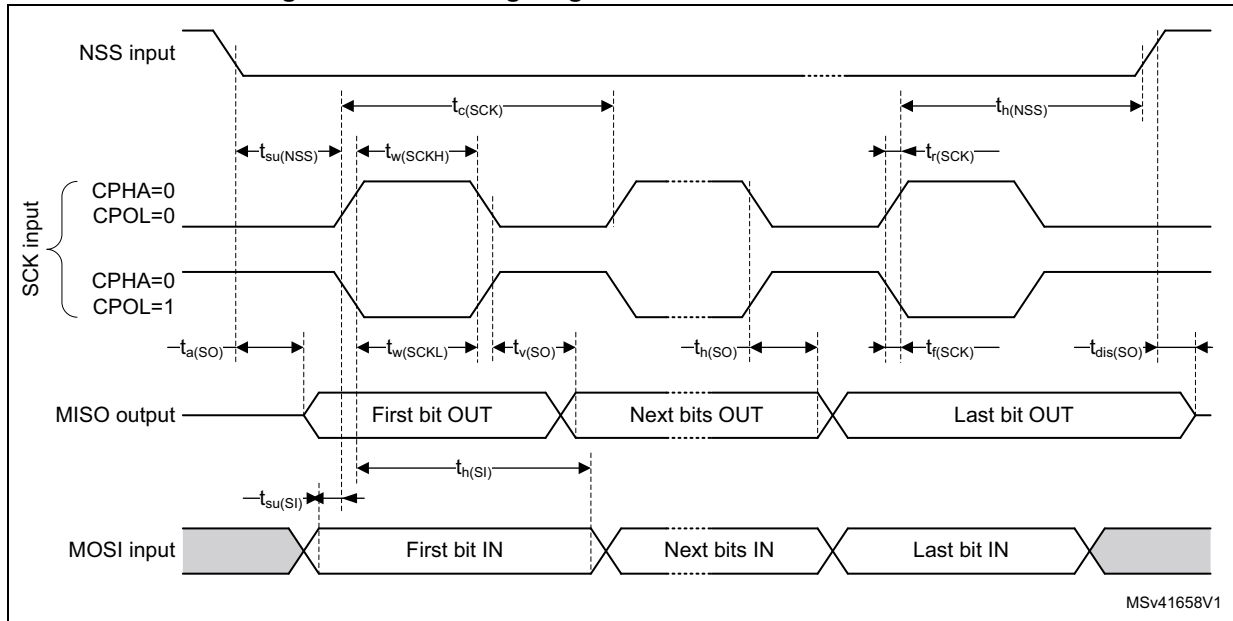 NSS input
tc(SCK)
th(NSS)
tsu(NSS)
tw(SCKH)
tr(SCK)
CPHA=0
CPOL=0
SCK input
CPHA=0
CPOL=1
ta(SO)
tw(SCKL)
tv(SO)
th(SO)
tf(SCK)
tdis(SO)
MISO output
First bit OUT
Next bits OUT
Last bit OUT
th(SI)
tsu(SI)
MOSI input
First bit IN
Next bits IN
Last bit IN
MSv41658V1